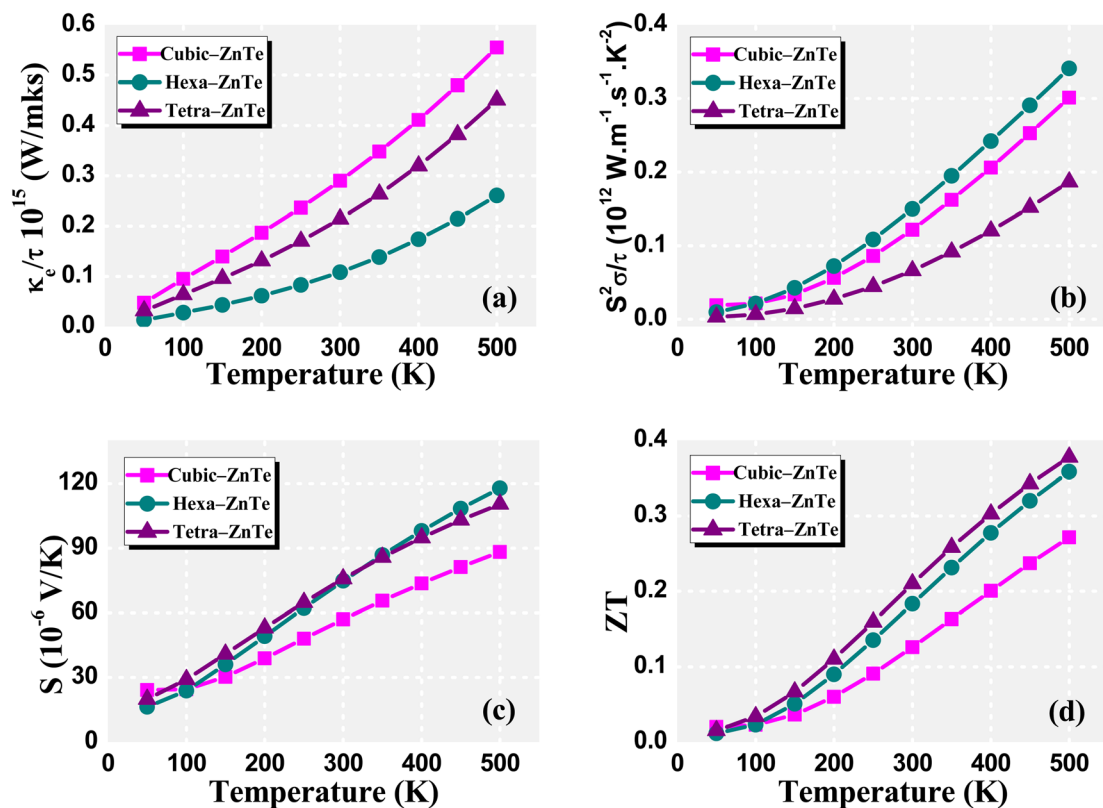 κe/τ 10^15 (W/mks)
0.6
0.5
0.4
0.3
0.2
0.1
0.0
Cubic–ZnTe
Hexa–ZnTe
Tetra–ZnTe
(a)
0 100 200 300 400 500
Temperature (K)
S²σ/τ (10^12 W.m^-1.s^-1.K^-2)
0.4
0.3
0.2
0.1
0.0
Cubic–ZnTe
Hexa–ZnTe
Tetra–ZnTe
(b)
0 100 200 300 400 500
Temperature (K)
S (10^-6 V/K)
120
90
60
30
0
Cubic–ZnTe
Hexa–ZnTe
Tetra–ZnTe
(c)
0 100 200 300 400 500
Temperature (K)
ZT
0.4
0.3
0.2
0.1
0.0
Cubic–ZnTe
Hexa–ZnTe
Tetra–ZnTe
(d)
0 100 200 300 400 500
Temperature (K)